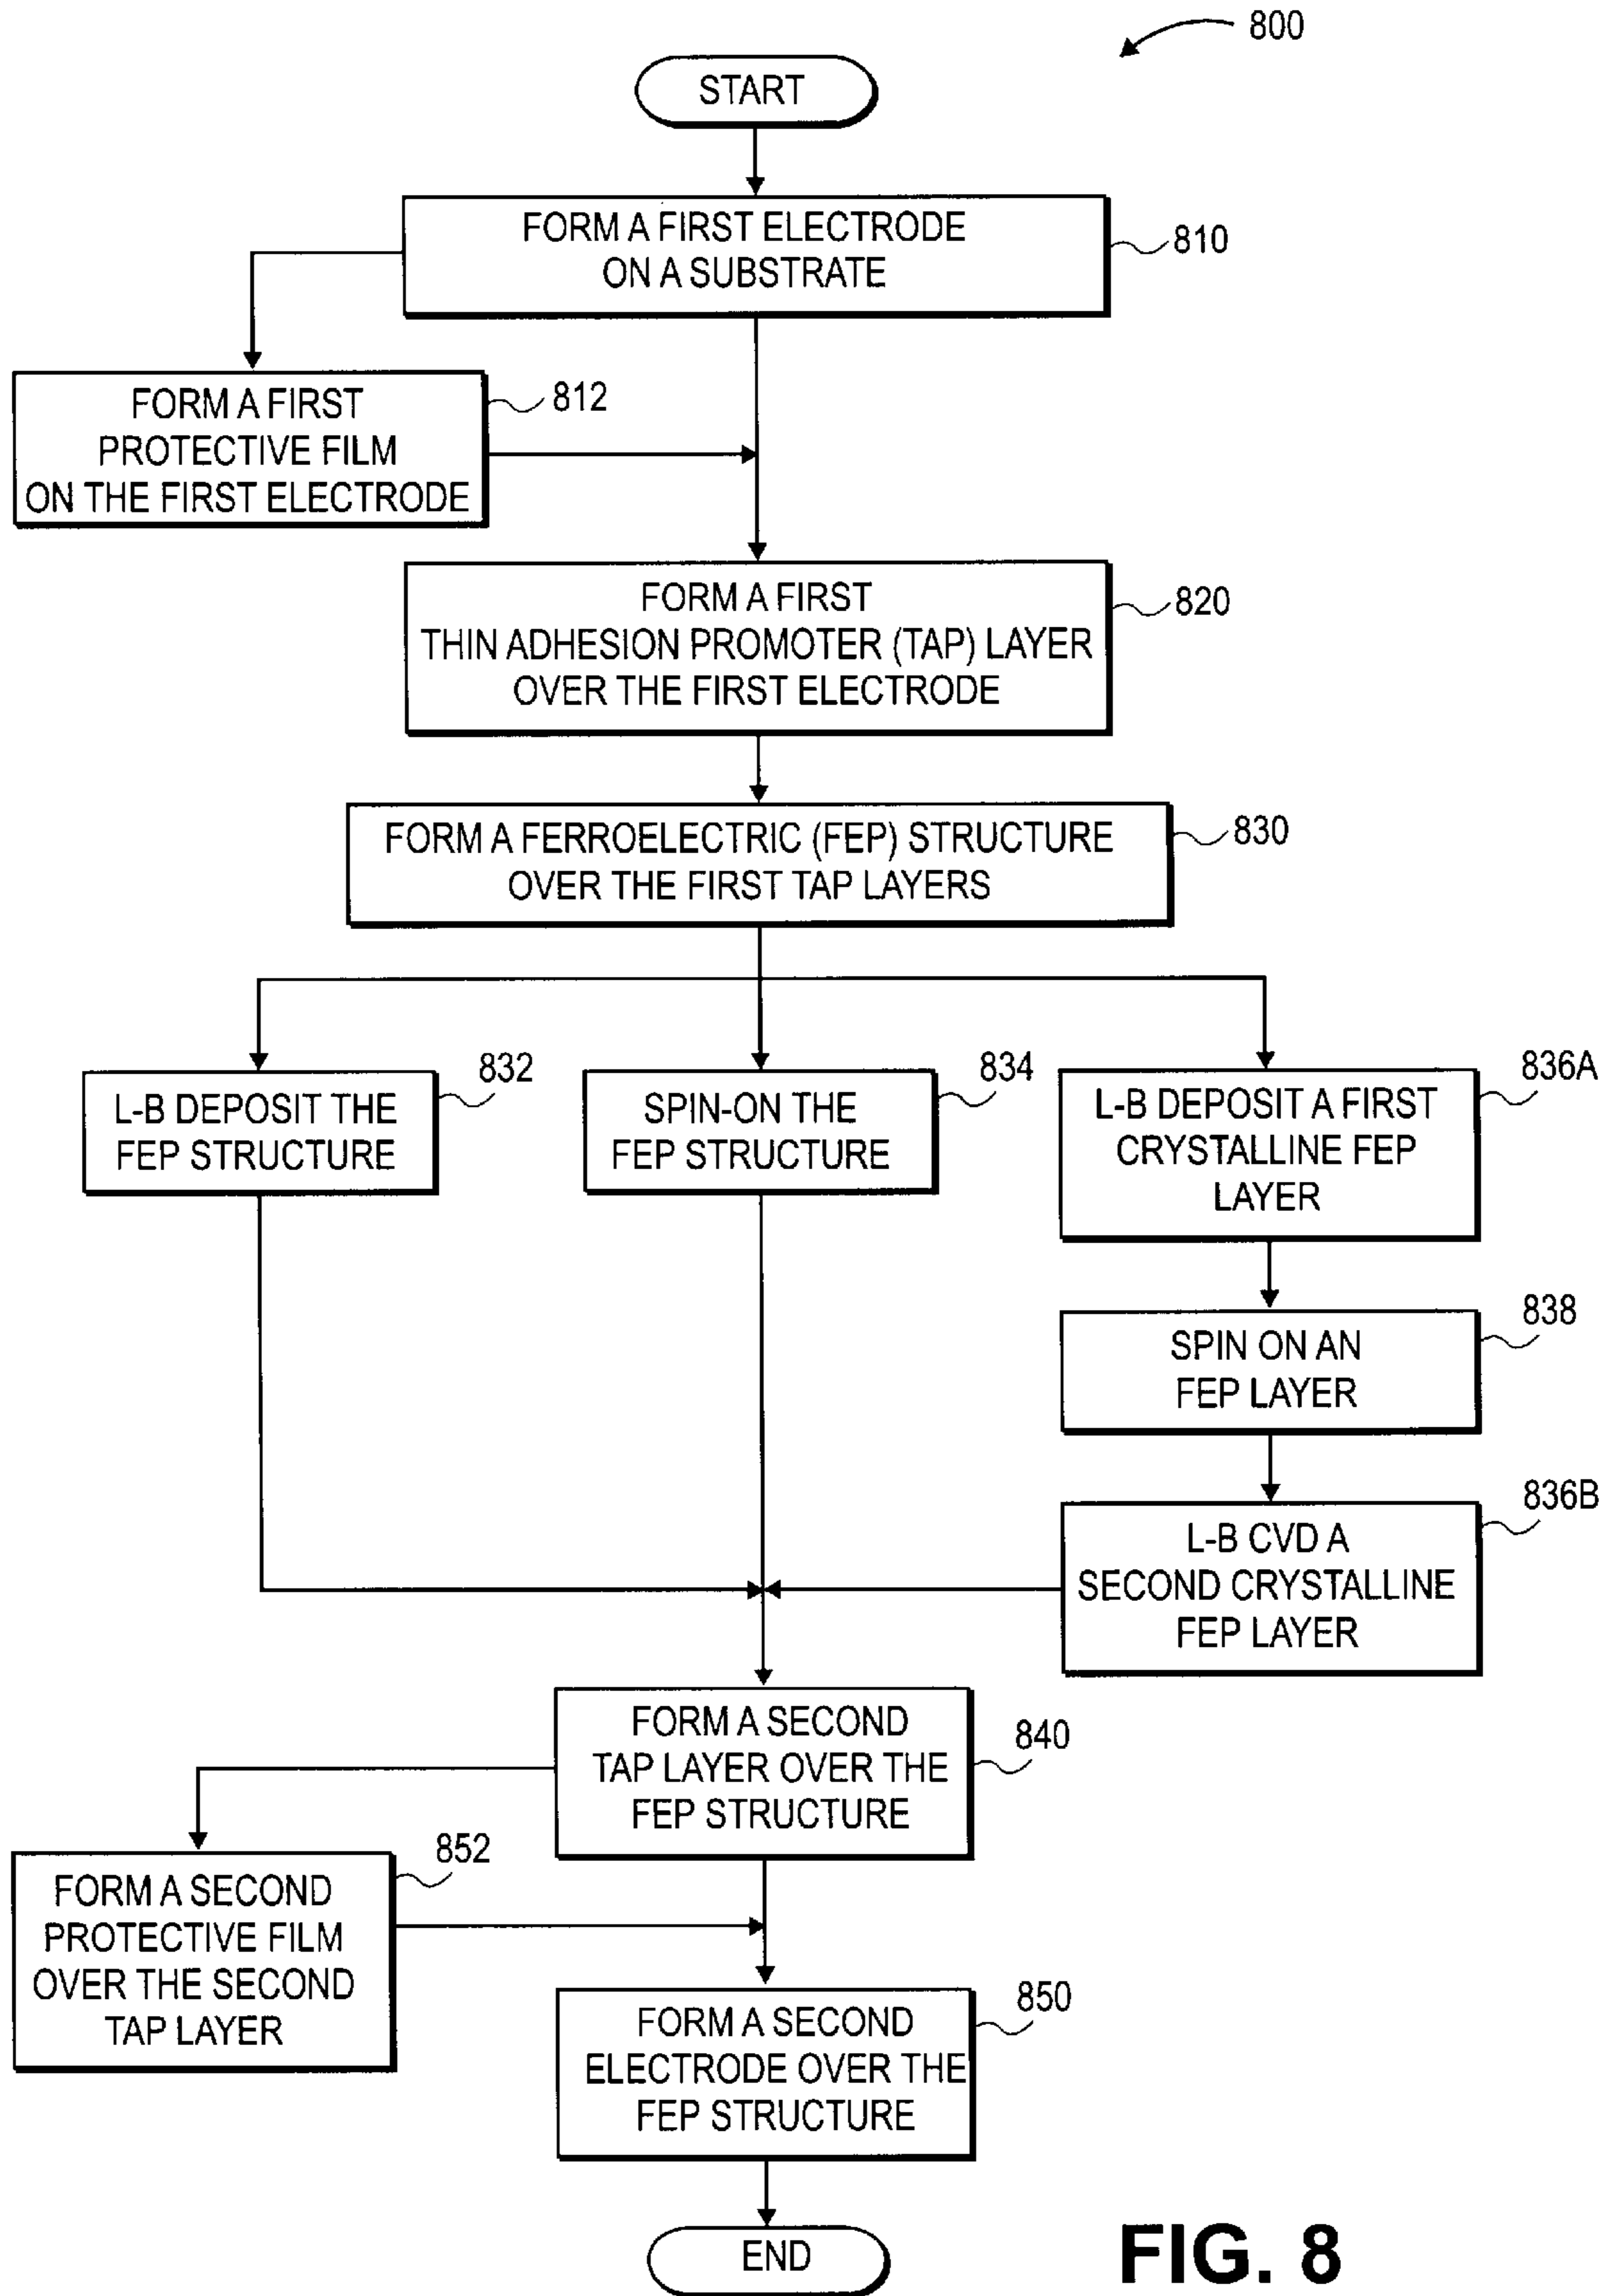 800
START
FORM A FIRST ELECTRODE
ON A SUBSTRATE
810
FORM A FIRST
PROTECTIVE FILM
ON THE FIRST ELECTRODE
812
FORM A FIRST
THIN ADHESION PROMOTER (TAP) LAYER
OVER THE FIRST ELECTRODE
820
FORM A FERROELECTRIC (FEP) STRUCTURE
OVER THE FIRST TAP LAYERS
830
L-B DEPOSIT THE
FEP STRUCTURE
832
SPIN-ON THE
FEP STRUCTURE
834
L-B DEPOSIT A FIRST
CRYSTALLINE FEP
LAYER
836A
SPIN ON AN
FEP LAYER
838
L-B CVD A
SECOND CRYSTALLINE
FEP LAYER
836B
FORM A SECOND
TAP LAYER OVER THE
FEP STRUCTURE
840
FORM A SECOND
PROTECTIVE FILM
OVER THE SECOND
TAP LAYER
852
FORM A SECOND
ELECTRODE OVER THE
FEP STRUCTURE
850
END
FIG. 8